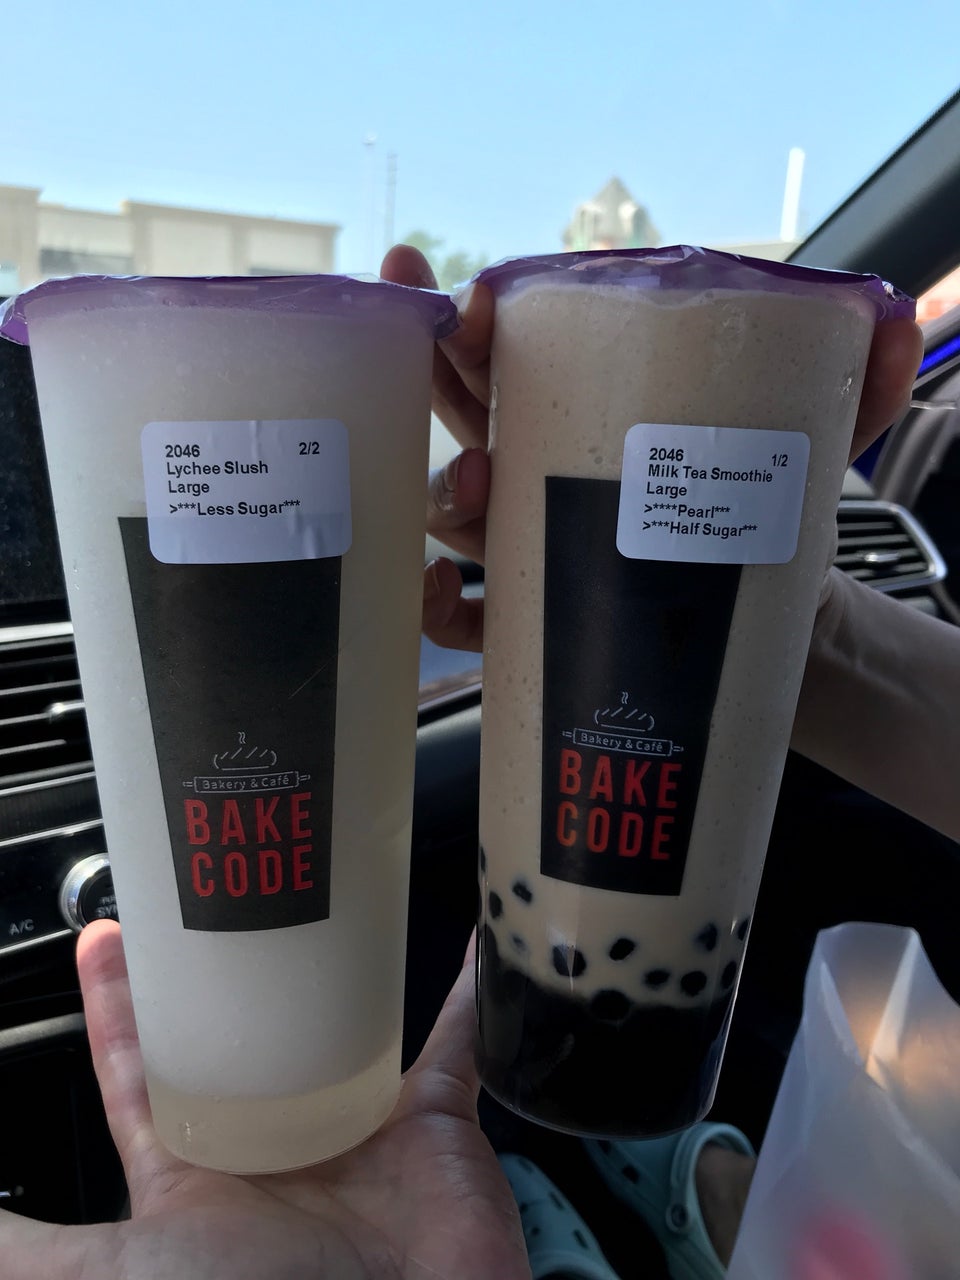 2046 2/2
Lychee Slush
Large
>***Less Sugar***
Bakery & Café
BAKE
CODE
2046 1/2
Milk Tea Smoothie
Large
>****Pearl***
>***Half Sugar***
Bakery & Café
BAKE
CODE
A/C